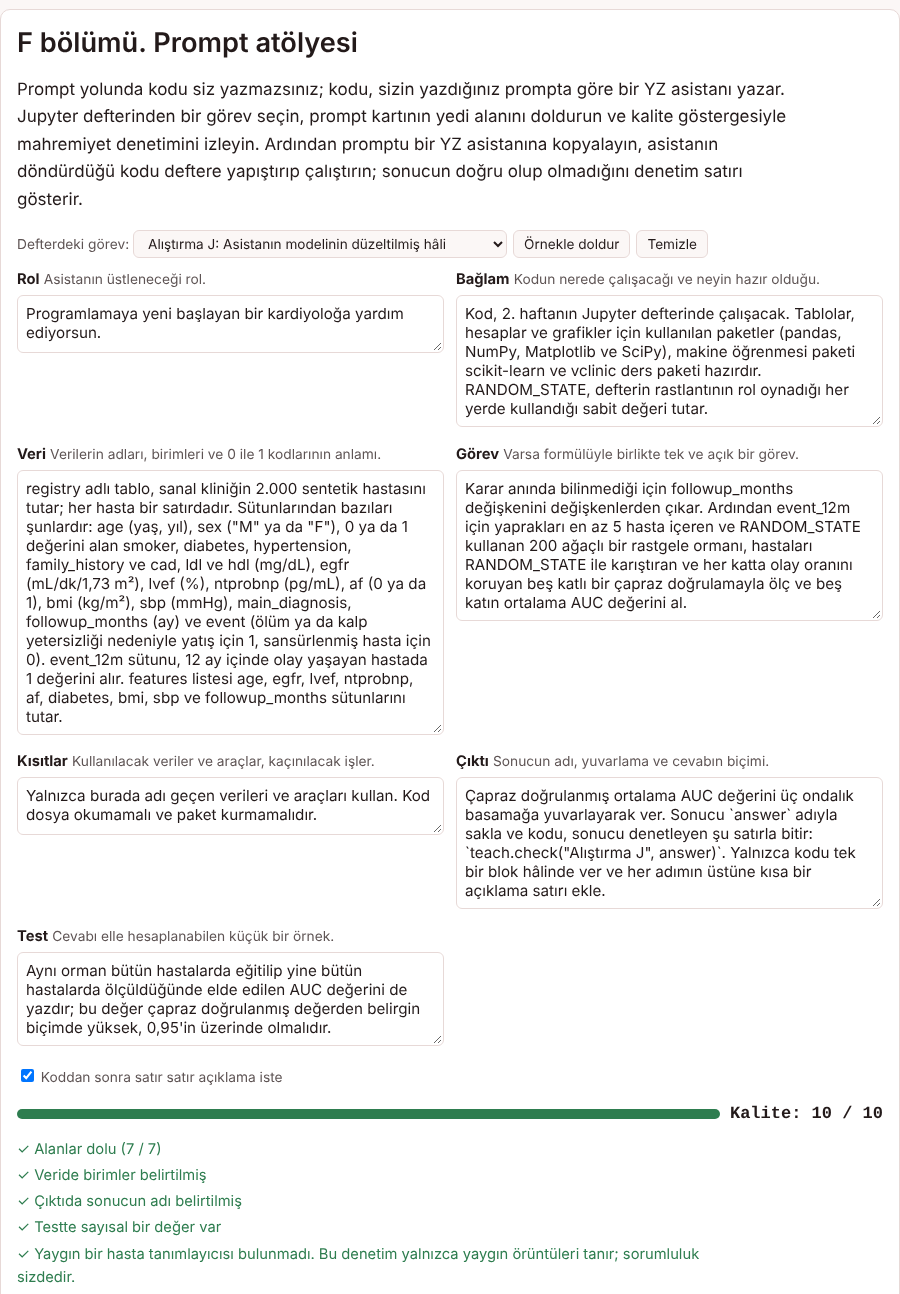 F bölümü. Prompt atölyesi
Prompt yolunda kodu siz yazmazsınız; kodu, sizin yazdığınız prompta göre bir YZ asistanı yazar.
Jupyter defterinden bir görev seçin, prompt kartının yedi alanını doldurun ve kalite göstergesiyle
mahremiyet denetimini izleyin. Ardından promptu bir YZ asistanına kopyalayın, asistanın
döndürdüğü kodu deftere yapıştırıp çalıştırın; sonucun doğru olup olmadığını denetim satırı
gösterir.
Defterdeki görev: Alıştırma J: Asistanın modelinin düzeltilmiş hâli Örnekle doldur Temizle
Rol Asistanın üstleneceği rol.
Programlamaya yeni başlayan bir kardiyoloğa yardım
ediyorsun.
Bağlam Kodun nerede çalışacağı ve neyin hazır olduğu.
Kod, 2. haftanın Jupyter defterinde çalışacak. Tablolar,
hesaplar ve grafikler için kullanılan paketler (pandas,
NumPy, Matplotlib ve SciPy), makine öğrenmesi paketi
scikit-learn ve vclinic ders paketi hazırdır.
RANDOM_STATE, defterin rastlantının rol oynadığı her
yerde kullandığı sabit değeri tutar.
Veri Verilerin adları, birimleri ve 0 ile 1 kodlarının anlamı.
registry adlı tablo, sanal kliniğin 2.000 sentetik hastasını
tutar; her hasta bir satırdadır. Sütunlarından bazıları
şunlardır: age (yaş, yıl), sex ("M" ya da "F"), 0 ya da 1
değerini alan smoker, diabetes, hypertension,
family_history ve cad, ldl ve hdl (mg/dL), egfr
(mL/dk/1,73 m²), lvef (%), ntprobnp (pg/mL), af (0 ya da
1), bmi (kg/m²), sbp (mmHg), main_diagnosis,
followup_months (ay) ve event (ölüm ya da kalp
yetersizliği nedeniyle yatış için 1, sansürlenmiş hasta için
0). event_12m sütunu, 12 ay içinde olay yaşayan hastada
1 değerini alır. features listesi age, egfr, lvef, ntprobnp,
af, diabetes, bmi, sbp ve followup_months sütunlarını
tutar.
Görev Varsa formülüyle birlikte tek ve açık bir görev.
Karar anında bilinmediği için followup_months
değişkenini değişkenlerden çıkar. Ardından event_12m
için yaprakları en az 5 hasta içeren ve RANDOM_STATE
kullanan 200 ağaçlı bir rastgele ormanı, hastaları
RANDOM_STATE ile karıştıran ve her katta olay oranını
koruyan beş katlı bir çapraz doğrulamayla ölç ve beş
katın ortalama AUC değerini al.
Kısıtlar Kullanılacak veriler ve araçlar, kaçınılacak işler.
Yalnızca burada adı geçen verileri ve araçları kullan. Kod
dosya okumamalı ve paket kurmamalıdır.
Çıktı Sonucun adı, yuvarlama ve cevabın biçimi.
Çapraz doğrulanmış ortalama AUC değerini üç ondalık
basamağa yuvarlayarak ver. Sonucu `answer` adıyla
sakla ve kodu, sonucu denetleyen şu satırla bitir:
`teach.check("Alıştırma J", answer)`. Yalnızca kodu tek
bir blok hâlinde ver ve her adımın üstüne kısa bir
açıklama satırı ekle.
Test Cevabı elle hesaplanabilen küçük bir örnek.
Aynı orman bütün hastalarda eğitilip yine bütün
hastalarda ölçüldüğünde elde edilen AUC değerini de
yazdır; bu değer çapraz doğrulanmış değerden belirgin
biçimde yüksek, 0,95'in üzerinde olmalıdır.
Koddan sonra satır satır açıklama iste
Kalite: 10 / 10
✓ Alanlar dolu (7 / 7)
✓ Veride birimler belirtilmiş
✓ Çıktıda sonucun adı belirtilmiş
✓ Testte sayısal bir değer var
✓ Yaygın bir hasta tanımlayıcısı bulunmadı. Bu denetim yalnızca yaygın örüntüleri tanır; sorumluluk
sizdedir.